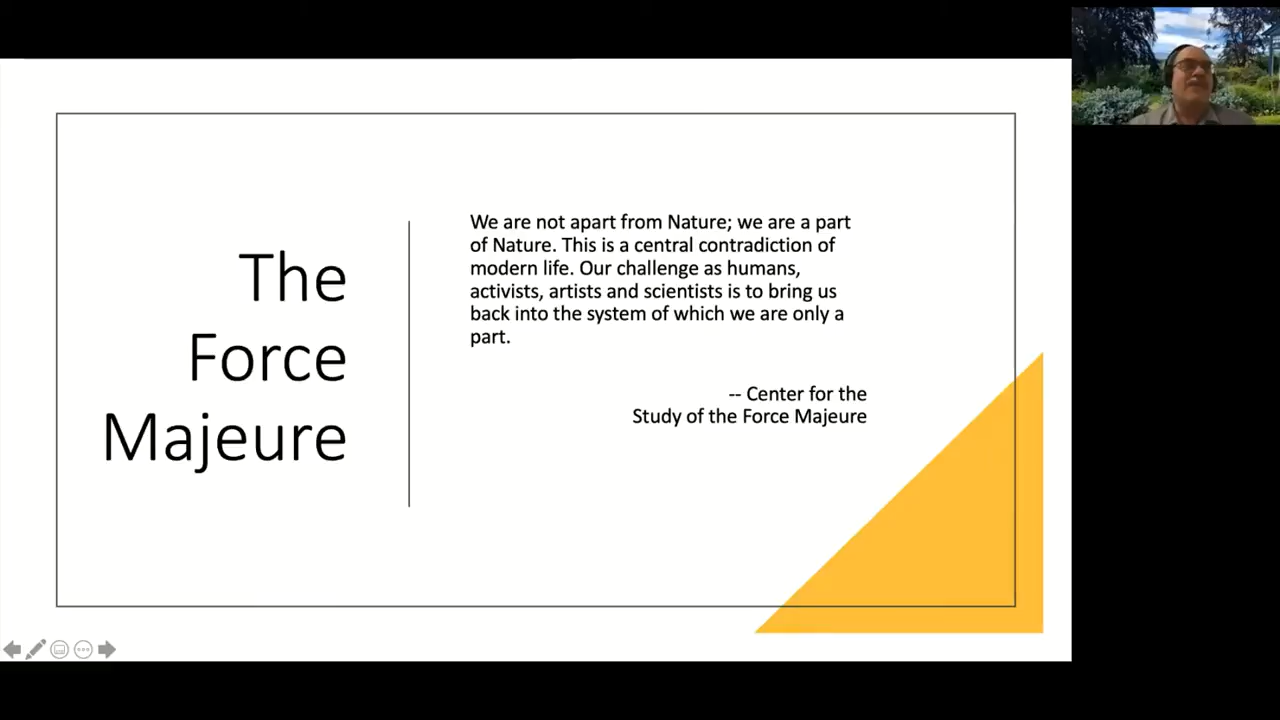 The
Force
Majeure
We are not apart from Nature; we are a part
of Nature. This is a central contradiction of
modern life. Our challenge as humans,
activists, artists and scientists is to bring us
back into the system of which we are only a
part.
-- Center for the
Study of the Force Majeure